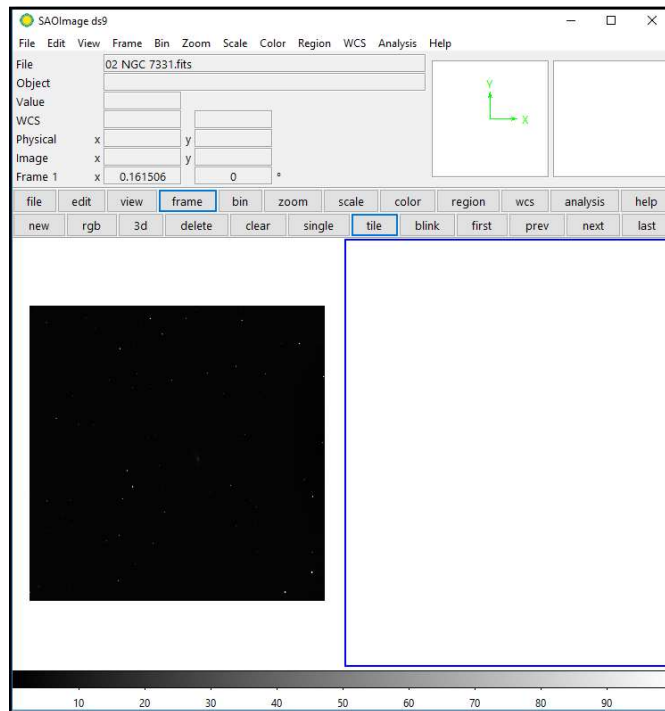 SAOImage ds9
File Edit View Frame Bin Zoom Scale Color Region WCS Analysis Help
File 02 NGC 7331.fits
Object
Value
WCS
Physical x y
Image x y
Frame 1 x 0.161506 0 °
Y
X
file edit view frame bin zoom scale color region wcs analysis help
new rgb 3d delete clear single tile blink first prev next last
10 20 30 40 50 60 70 80 90